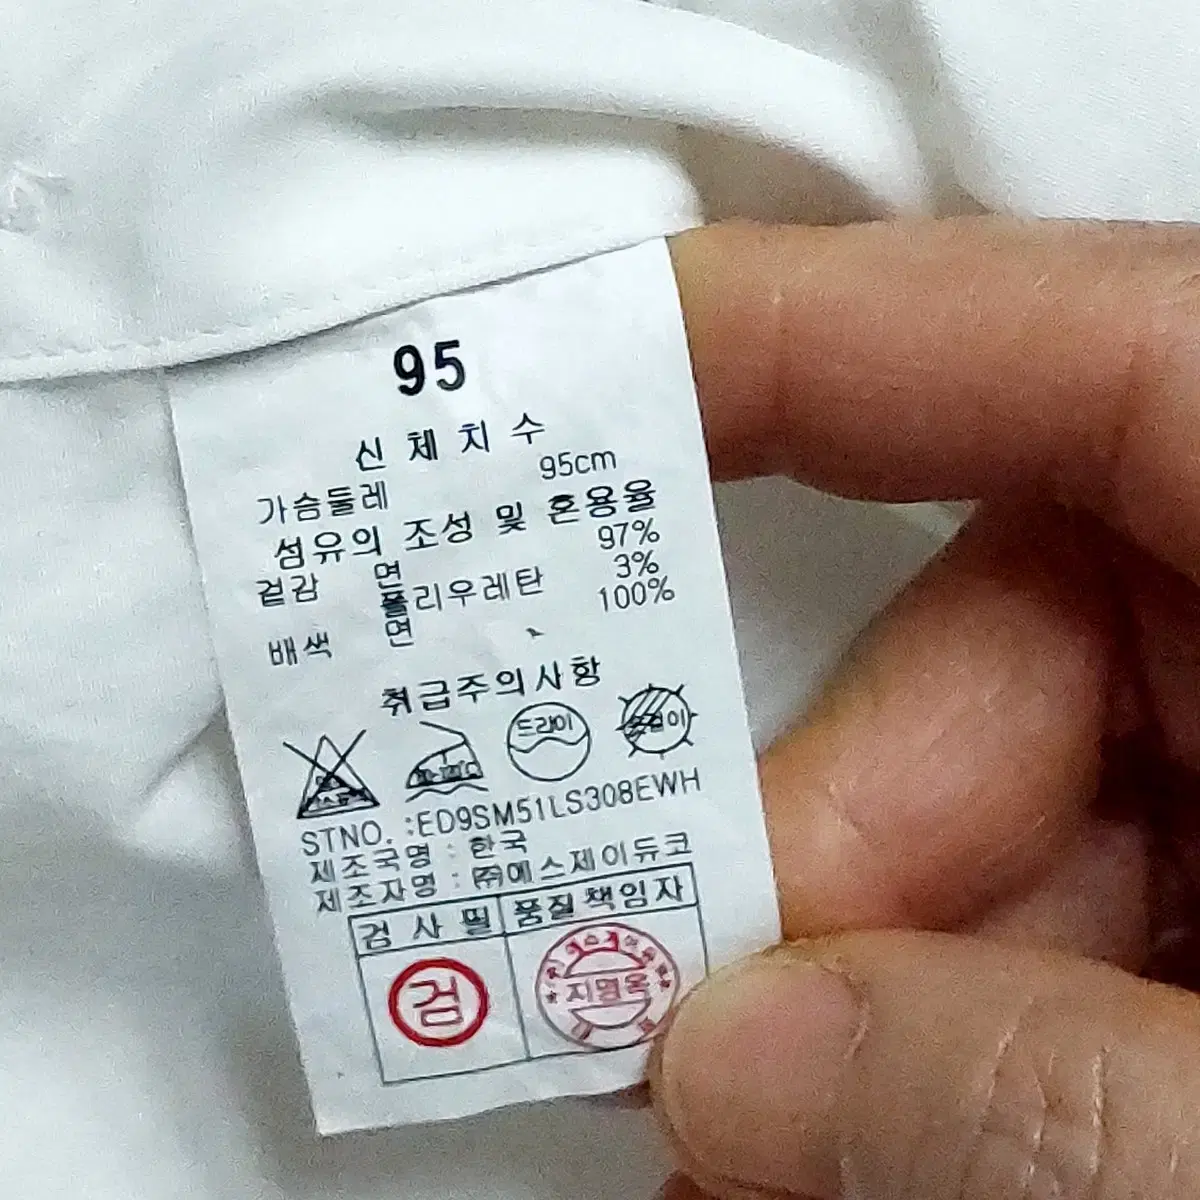 95
신체치수
가슴둘레 95cm
섬유의 조성 및 혼용율
겉감 면 97%
폴리우레탄 3%
배색 면 100%
취급주의사항
드라이
옷걸이
STNO. :ED9SM51LS308EWH
제조국명 : 한국
제조자명 : ㈜에스제이듀코
검사필 품질책임자
검
지명옥